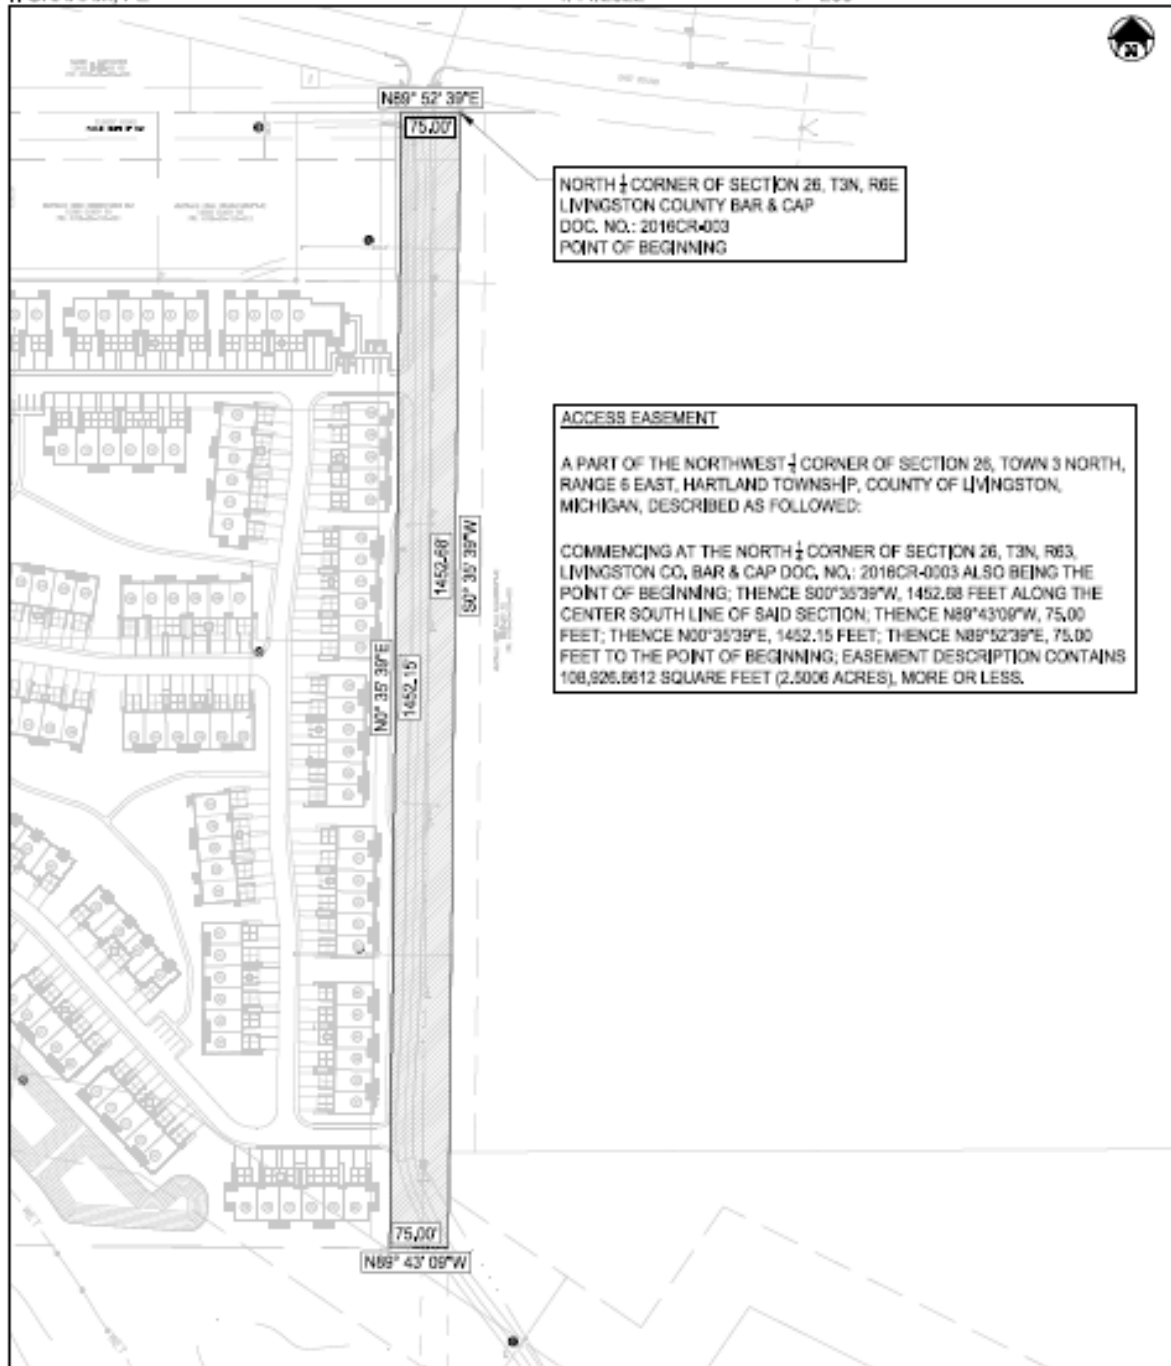 N
N89° 52' 39"E
75.00'
NORTH ¼ CORNER OF SECTION 26, T3N, R6E
LIVINGSTON COUNTY BAR & CAP
DOC. NO.: 2016CR-003
POINT OF BEGINNING
ACCESS EASEMENT
A PART OF THE NORTHWEST ¼ CORNER OF SECTION 26, TOWN 3 NORTH,
RANGE 6 EAST, HARTLAND TOWNSHIP, COUNTY OF LIVINGSTON,
MICHIGAN, DESCRIBED AS FOLLOWED:
COMMENCING AT THE NORTH ¼ CORNER OF SECTION 26, T3N, R63,
LIVINGSTON CO. BAR & CAP DOC. NO.: 2016CR-0003 ALSO BEING THE
POINT OF BEGINNING; THENCE S00°35'39"W, 1452.68 FEET ALONG THE
CENTER SOUTH LINE OF SAID SECTION; THENCE N89°43'09"W, 75.00
FEET; THENCE N00°35'39"E, 1452.15 FEET; THENCE N89°52'39"E, 75.00
FEET TO THE POINT OF BEGINNING; EASEMENT DESCRIPTION CONTAINS
108,926.6612 SQUARE FEET (2.5006 ACRES), MORE OR LESS.
1452.68'
S0° 35' 39"W
N0° 35' 39"E
1452.15'
75.00'
N89° 43' 09"W
WET
WET